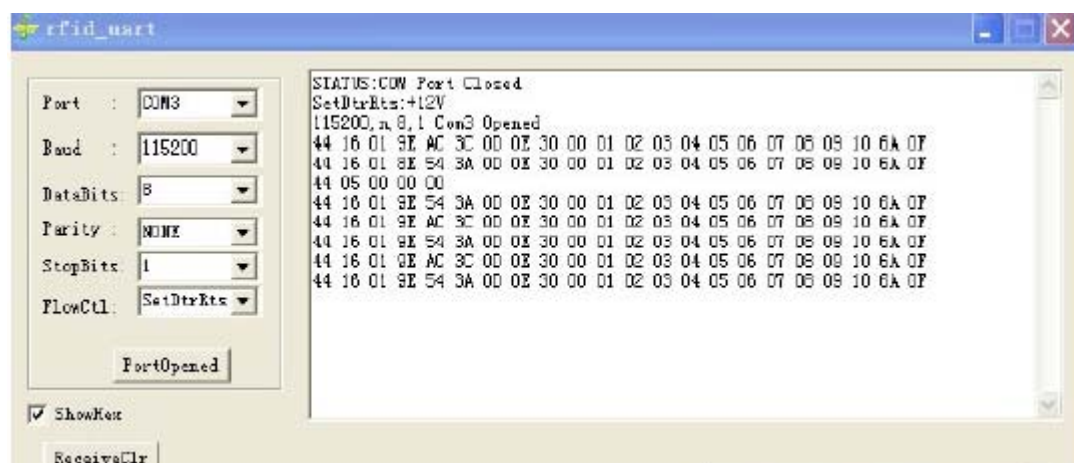 rfid_uart
Port : COM3
Baud : 115200
DataBits: 8
Parity : NONE
StopBits: 1
FlowCtl: SetDtrRts
PortOpened
ShowHex
ReceiveClr
STATUS:COM Port Closed
SetDtrRts:+12V
115200,n,8,1 Com3 Opened
44 16 01 9E AC 3C 00 0E 30 00 01 02 03 04 05 06 07 08 09 10 6A 0F
44 16 01 8E 54 3A 00 0E 30 00 01 02 03 04 05 06 07 08 09 10 6A 0F
44 05 00 00 00
44 16 01 9E 54 3A 00 0E 30 00 01 02 03 04 05 06 07 08 09 10 6A 0F
44 16 01 9E AC 3C 00 0E 30 00 01 02 03 04 05 06 07 08 09 10 6A 0F
44 16 01 9E 54 3A 00 0E 30 00 01 02 03 04 05 06 07 08 09 10 6A 0F
44 16 01 9E AC 3C 00 0E 30 00 01 02 03 04 05 06 07 08 09 10 6A 0F
44 16 01 9E 54 3A 00 0E 30 00 01 02 03 04 05 06 07 08 09 10 6A 0F